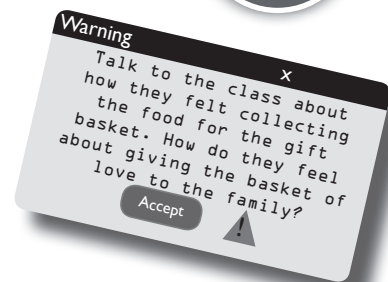 Warning
x
Talk to the class about
how they felt collecting
the food for the gift
basket. How do they feel
about giving the basket of
love to the family?
Accept
!